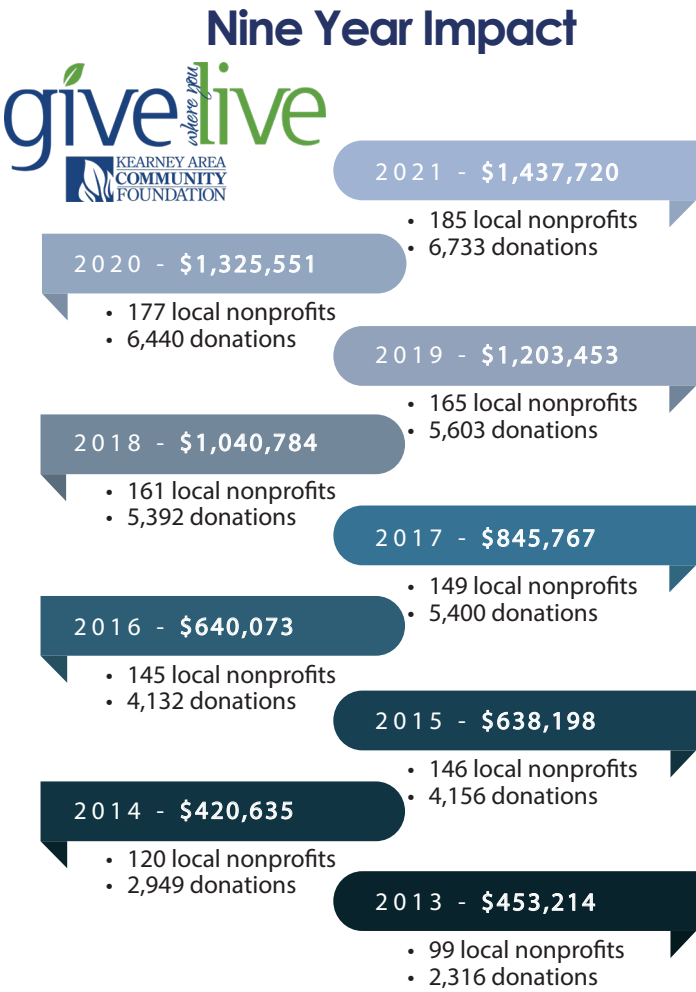 Nine Year Impact
give where you live
KEARNEY AREA
COMMUNITY
FOUNDATION
2021 - $1,437,720
• 185 local nonprofits
• 6,733 donations
2020 - $1,325,551
• 177 local nonprofits
• 6,440 donations
2019 - $1,203,453
• 165 local nonprofits
• 5,603 donations
2018 - $1,040,784
• 161 local nonprofits
• 5,392 donations
2017 - $845,767
• 149 local nonprofits
• 5,400 donations
2016 - $640,073
• 145 local nonprofits
• 4,132 donations
2015 - $638,198
• 146 local nonprofits
• 4,156 donations
2014 - $420,635
• 120 local nonprofits
• 2,949 donations
2013 - $453,214
• 99 local nonprofits
• 2,316 donations